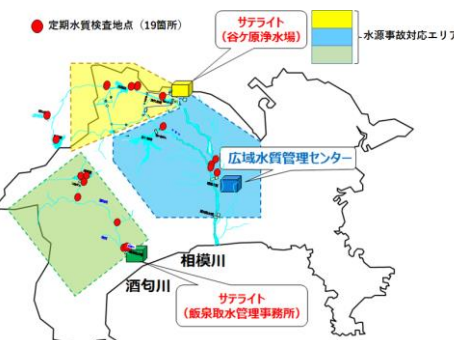 定期水質検査地点（19箇所）
サテライト
（谷ケ原浄水場）
水源事故対応エリア
広域水質管理センター
相模川
酒匂川
サテライト
（飯泉取水管理事務所）